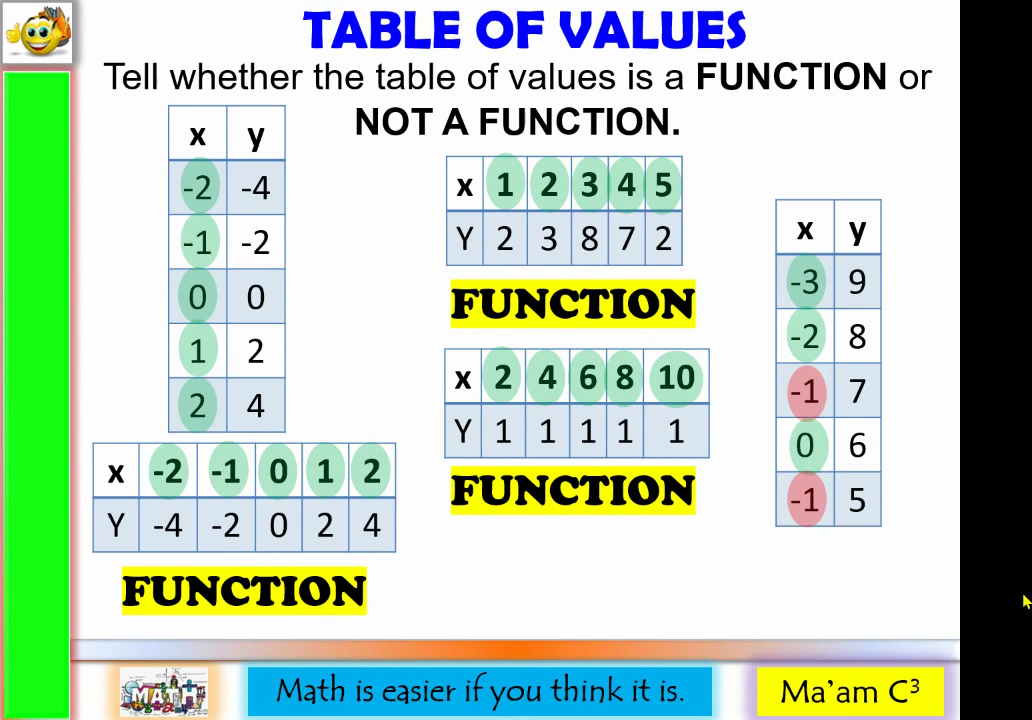 TABLE OF VALUES
Tell whether the table of values is a FUNCTION or
NOT A FUNCTION.
x y
-2 -4
-1 -2
0 0
1 2
2 4
x -2 -1 0 1 2
Y -4 -2 0 2 4
FUNCTION
x 1 2 3 4 5
Y 2 3 8 7 2
FUNCTION
x 2 4 6 8 10
Y 1 1 1 1 1
FUNCTION
x y
-3 9
-2 8
-1 7
0 6
-1 5
MATH
Math is easier if you think it is.
Ma’am C³